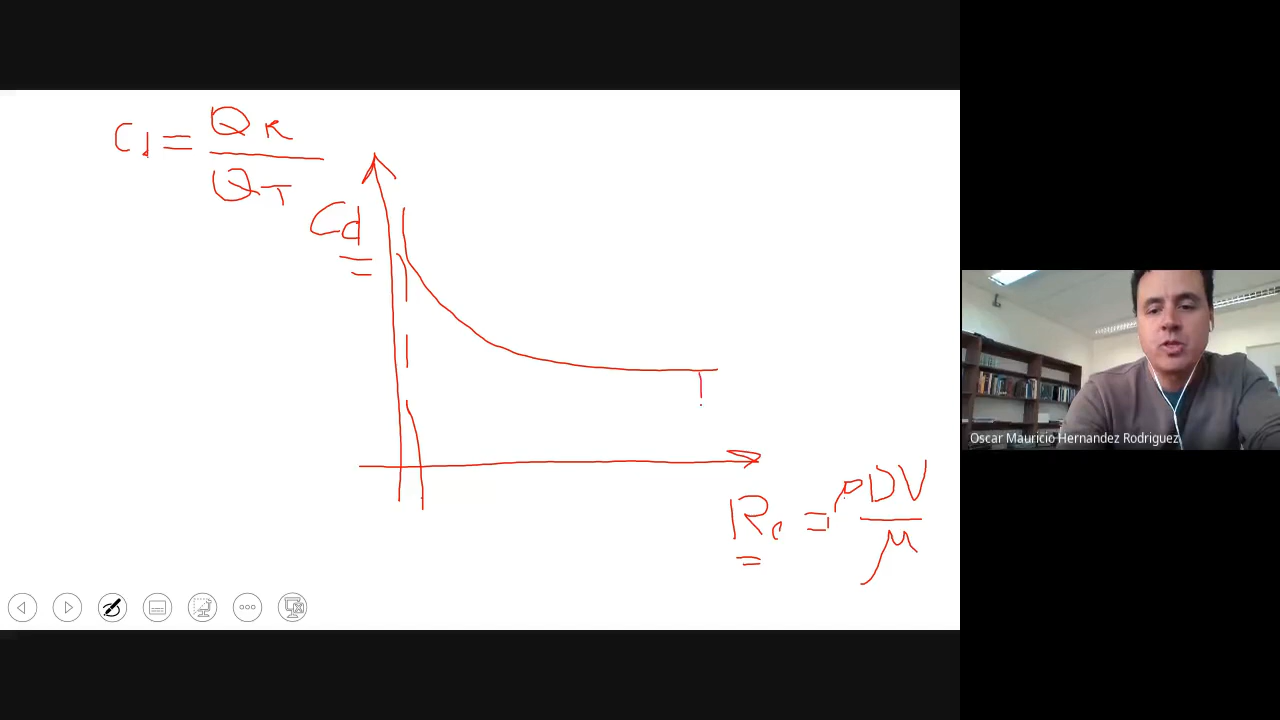 Cd = QR / QT
Cd
Re = ρDV / μ
Oscar Mauricio Hernandez Rodriguez